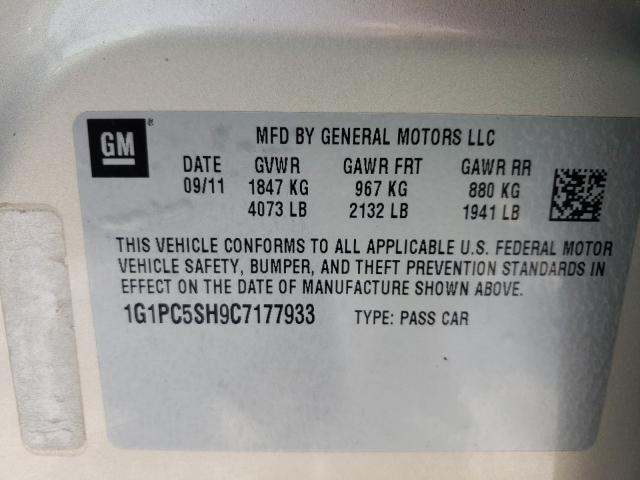 GM
®
MFD BY GENERAL MOTORS LLC
DATE GVWR GAWR FRT GAWR RR
09/11 1847 KG 967 KG 880 KG
4073 LB 2132 LB 1941 LB
THIS VEHICLE CONFORMS TO ALL APPLICABLE U.S. FEDERAL MOTOR
VEHICLE SAFETY, BUMPER, AND THEFT PREVENTION STANDARDS IN
EFFECT ON THE DATE OF MANUFACTURE SHOWN ABOVE.
1G1PC5SH9C7177933 TYPE: PASS CAR